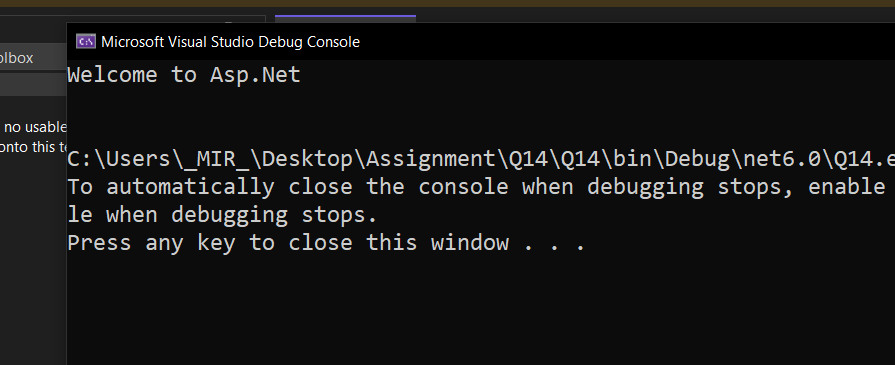 Microsoft Visual Studio Debug Console
olbox
Welcome to Asp.Net
no usable
onto this t
C:\Users\_MIR_\Desktop\Assignment\Q14\Q14\bin\Debug\net6.0\Q14.e
To automatically close the console when debugging stops, enable
le when debugging stops.
Press any key to close this window . . .